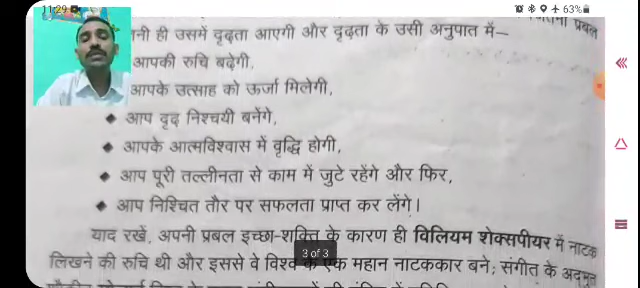 11:29
63%
प्रबल
उसमें दृढ़ता आएगी और दृढ़ता के उसी अनुपात में—
आपकी रुचि बढ़ेगी,
आपके उत्साह को ऊर्जा मिलेगी,
◆ आप दृढ़ निश्चयी बनेंगे,
◆ आपके आत्मविश्वास में वृद्धि होगी,
◆ आप पूरी तल्लीनता से काम में जुटे रहेंगे और फिर,
◆ आप निश्चित तौर पर सफलता प्राप्त कर लेंगे।
याद रखें, अपनी प्रबल इच्छा-शक्ति के कारण ही विलियम शेक्सपीयर में नाटक
3 of 3
लिखने की रुचि थी और इससे वे विश्व के एक महान नाटककार बने; संगीत के अद्भुत